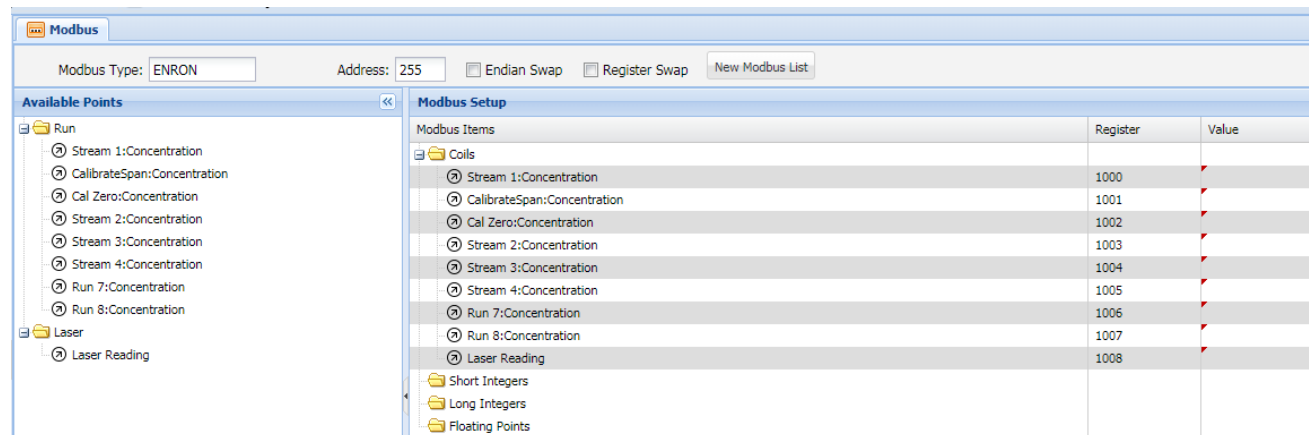 Modbus
Modbus Type: ENRON Address: 255 Endian Swap Register Swap New Modbus List
Available Points
Run
Stream 1:Concentration
CalibrateSpan:Concentration
Cal Zero:Concentration
Stream 2:Concentration
Stream 3:Concentration
Stream 4:Concentration
Run 7:Concentration
Run 8:Concentration
Laser
Laser Reading
Modbus Setup
Modbus Items Register Value
Coils
Stream 1:Concentration 1000
CalibrateSpan:Concentration 1001
Cal Zero:Concentration 1002
Stream 2:Concentration 1003
Stream 3:Concentration 1004
Stream 4:Concentration 1005
Run 7:Concentration 1006
Run 8:Concentration 1007
Laser Reading 1008
Short Integers
Long Integers
Floating Points